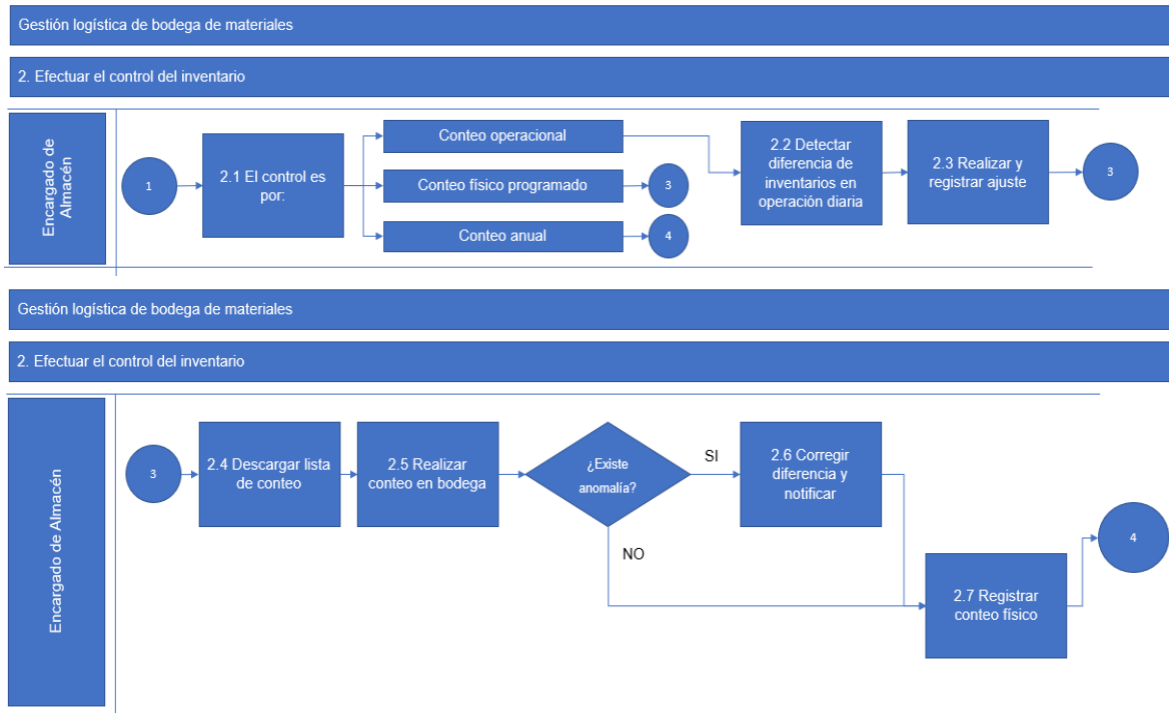 Gestión logística de bodega de materiales
2. Efectuar el control del inventario
Encargado de
Almacén
1
2.1 El control es
por:
Conteo operacional
Conteo físico programado
3
Conteo anual
4
2.2 Detectar
diferencia de
inventarios en
operación diaria
2.3 Realizar y
registrar ajuste
3
Gestión logística de bodega de materiales
2. Efectuar el control del inventario
Encargado de Almacén
3
2.4 Descargar lista
de conteo
2.5 Realizar
conteo en bodega
¿Existe
anomalía?
SI
NO
2.6 Corregir
diferencia y
notificar
2.7 Registrar
conteo físico
4